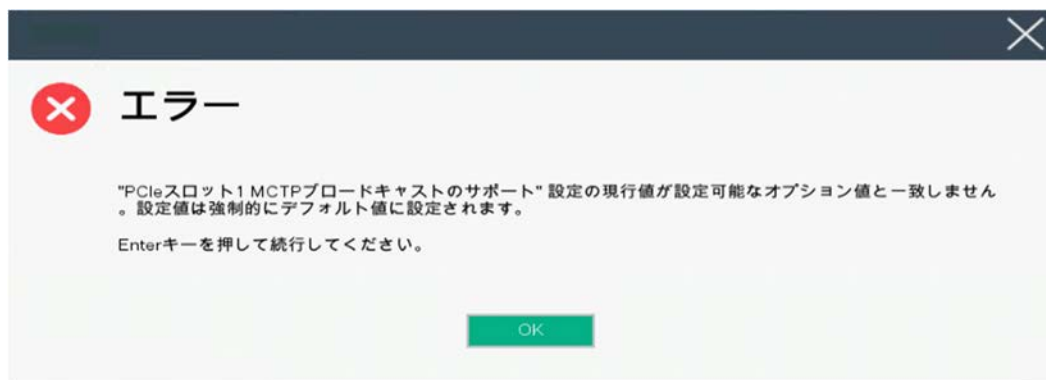 エラー
"PCIeスロット1 MCTPブロードキャストのサポート" 設定の現行値が設定可能なオプション値と一致しません
。設定値は強制的にデフォルト値に設定されます。
Enterキーを押して続行してください。
OK